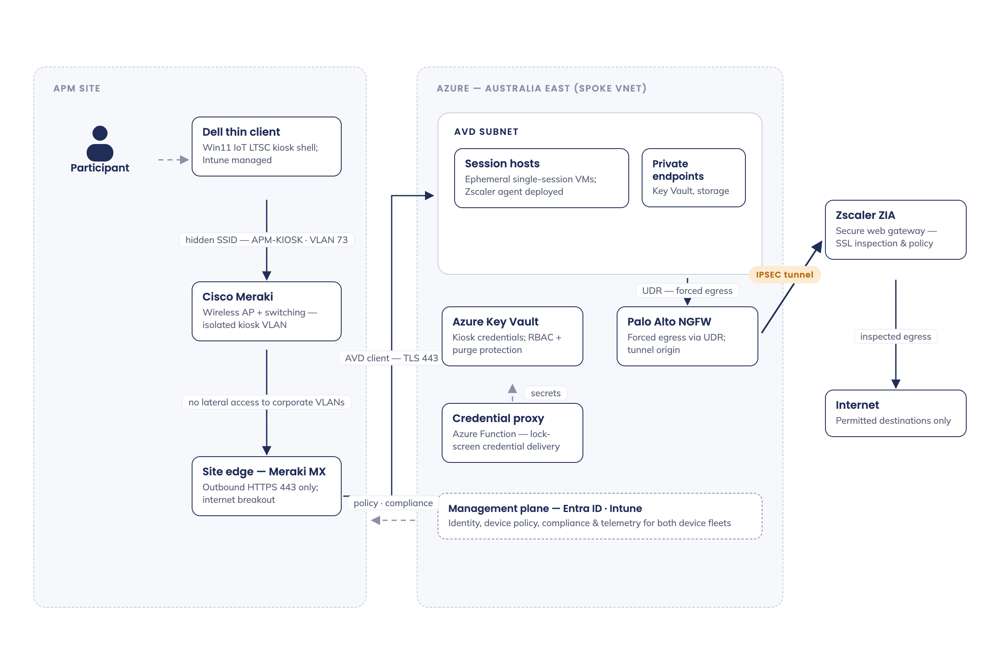 APM SITE
Participant
Dell thin client
Win11 IoT LTSC kiosk shell;
Intune managed
hidden SSID — APM-KIOSK · VLAN 73
Cisco Meraki
Wireless AP + switching —
isolated kiosk VLAN
no lateral access to corporate VLANs
Site edge — Meraki MX
Outbound HTTPS 443 only;
internet breakout
AVD client — TLS 443
policy · compliance
AZURE — AUSTRALIA EAST (SPOKE VNET)
AVD SUBNET
Session hosts
Ephemeral single-session VMs;
Zscaler agent deployed
Private
endpoints
Key Vault, storage
UDR — forced egress
Azure Key Vault
Kiosk credentials; RBAC +
purge protection
Palo Alto NGFW
Forced egress via UDR;
tunnel origin
secrets
Credential proxy
Azure Function — lock-
screen credential delivery
Management plane — Entra ID · Intune
Identity, device policy, compliance & telemetry for both device fleets
IPSEC tunnel
Zscaler ZIA
Secure web gateway —
SSL inspection & policy
inspected egress
Internet
Permitted destinations only